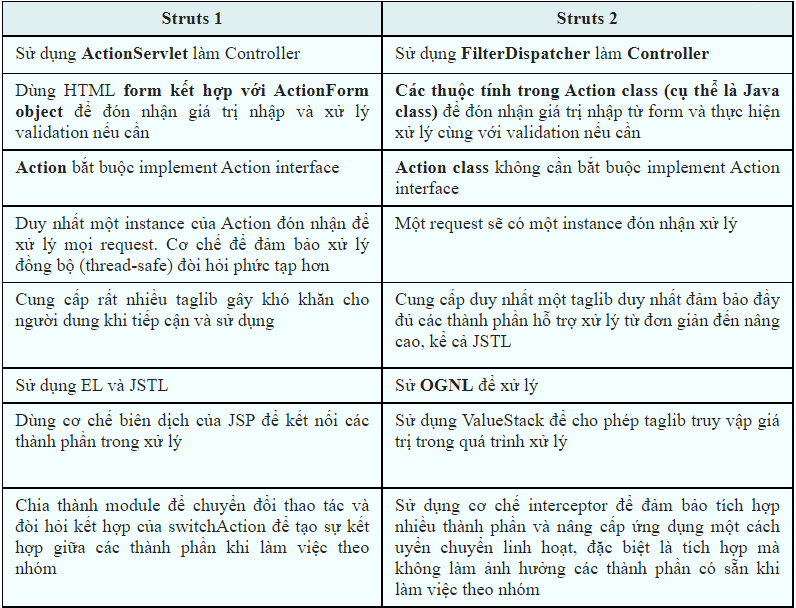 Struts 1
Struts 2
Sử dụng ActionServlet làm Controller
Sử dụng FilterDispatcher làm Controller
Dùng HTML form kết hợp với ActionForm
object để đón nhận giá trị nhập và xử lý
validation nếu cần
Các thuộc tính trong Action class (cụ thể là Java
class) để đón nhận giá trị nhập từ form và thực hiện
xử lý cùng với validation nếu cần
Action bắt buộc implement Action interface
Action class không cần bắt buộc implement Action
interface
Duy nhất một instance của Action đón nhận để
xử lý mọi request. Cơ chế để đảm bảo xử lý
đồng bộ (thread-safe) đòi hỏi phức tạp hơn
Một request sẽ có một instance đón nhận xử lý
Cung cấp rất nhiều taglib gây khó khăn cho
người dung khi tiếp cận và sử dụng
Cung cấp duy nhất một taglib duy nhất đảm bảo đầy
đủ các thành phần hỗ trợ xử lý từ đơn giản đến nâng
cao, kể cả JSTL
Sử dụng EL và JSTL
Sử OGNL để xử lý
Dùng cơ chế biên dịch của JSP để kết nối các
thành phần trong xử lý
Sử dụng ValueStack để cho phép taglib truy vập giá
trị trong quá trình xử lý
Chia thành module để chuyển đổi thao tác và
đòi hỏi kết hợp của switchAction để tạo sự kết
hợp giữa các thành phần khi làm việc theo
nhóm
Sử dụng cơ chế interceptor để đảm bảo tích hợp
nhiều thành phần và nâng cấp ứng dụng một cách
uyển chuyển linh hoạt, đặc biệt là tích hợp mà
không làm ảnh hưởng các thành phần có sẵn khi
làm việc theo nhóm